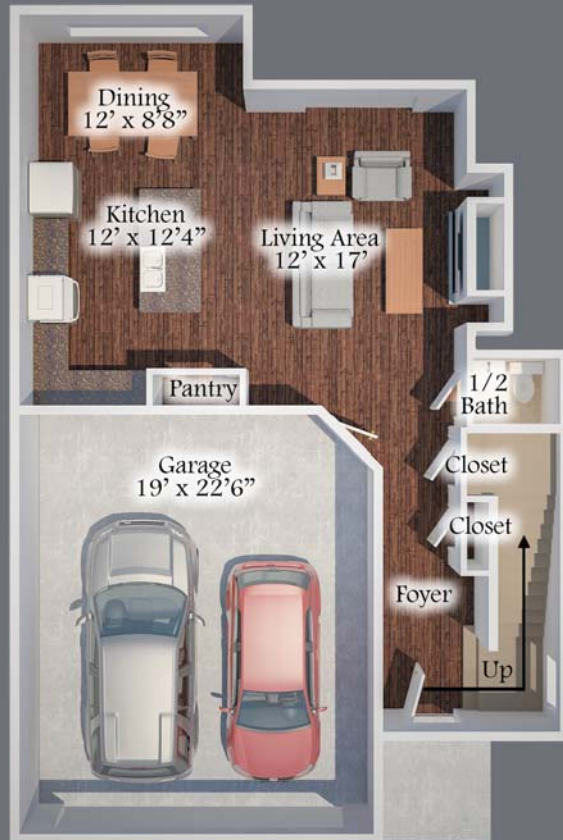 Dining
12' x 8'8”
Kitchen
12' x 12'4”
Living Area
12' x 17'
Pantry
1/2
Bath
Garage
19' x 22'6”
Closet
Closet
Foyer
Up